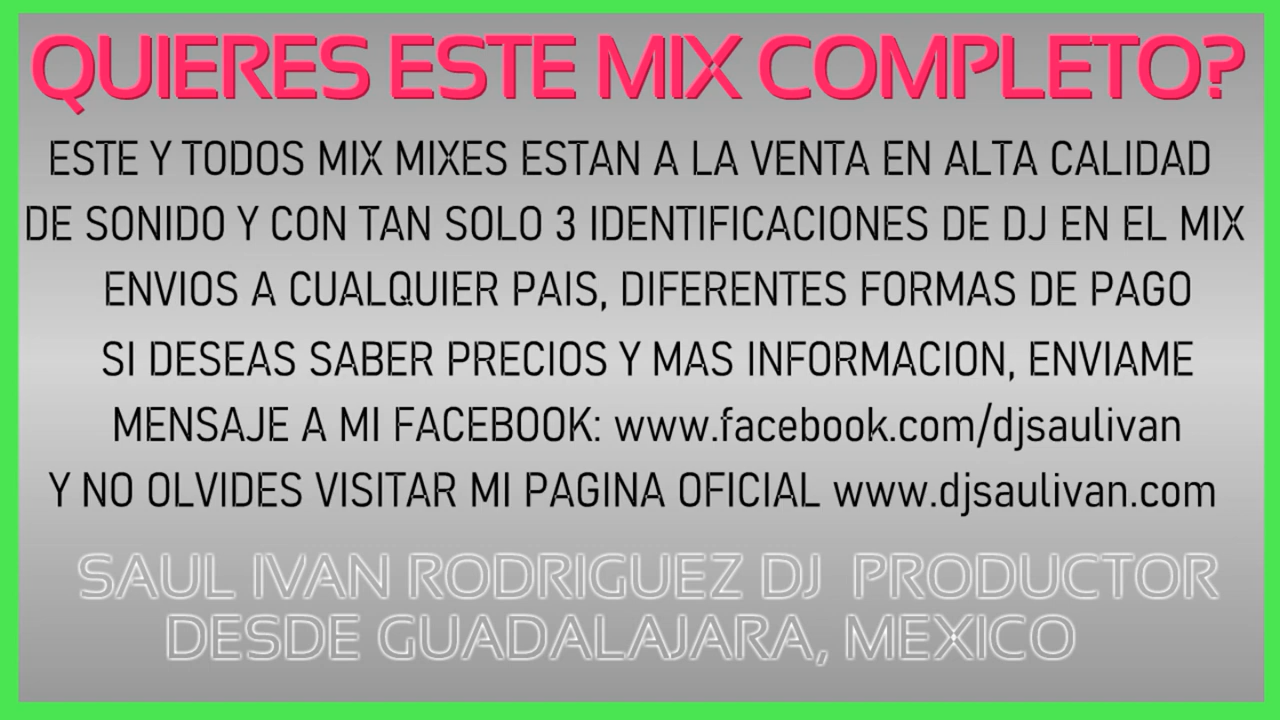 QUIERES ESTE MIX COMPLETO?
ESTE Y TODOS MIX MIXES ESTAN A LA VENTA EN ALTA CALIDAD
DE SONIDO Y CON TAN SOLO 3 IDENTIFICACIONES DE DJ EN EL MIX
ENVIOS A CUALQUIER PAIS, DIFERENTES FORMAS DE PAGO
SI DESEAS SABER PRECIOS Y MAS INFORMACION, ENVIAME
MENSAJE A MI FACEBOOK: www.facebook.com/djsaulivan
Y NO OLVIDES VISITAR MI PAGINA OFICIAL www.djsaulivan.com
SAUL IVAN RODRIGUEZ DJ PRODUCTOR
DESDE GUADALAJARA, MEXICO